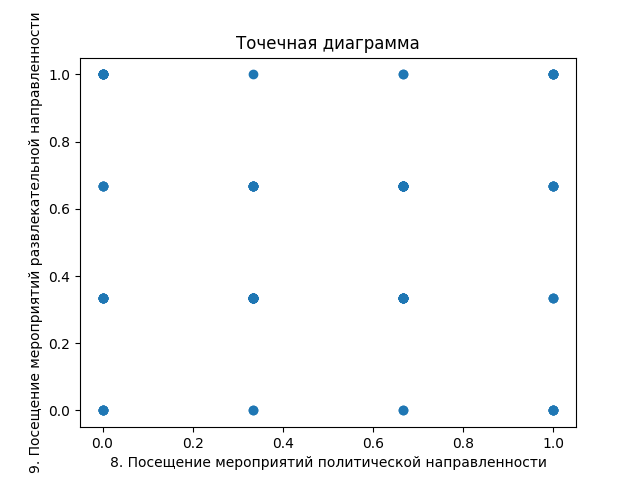 Точечная диаграмма
9. Посещение мероприятий развлекательной направленности
1.0
0.8
0.6
0.4
0.2
0.0
0.0 0.2 0.4 0.6 0.8 1.0
8. Посещение мероприятий политической направленности